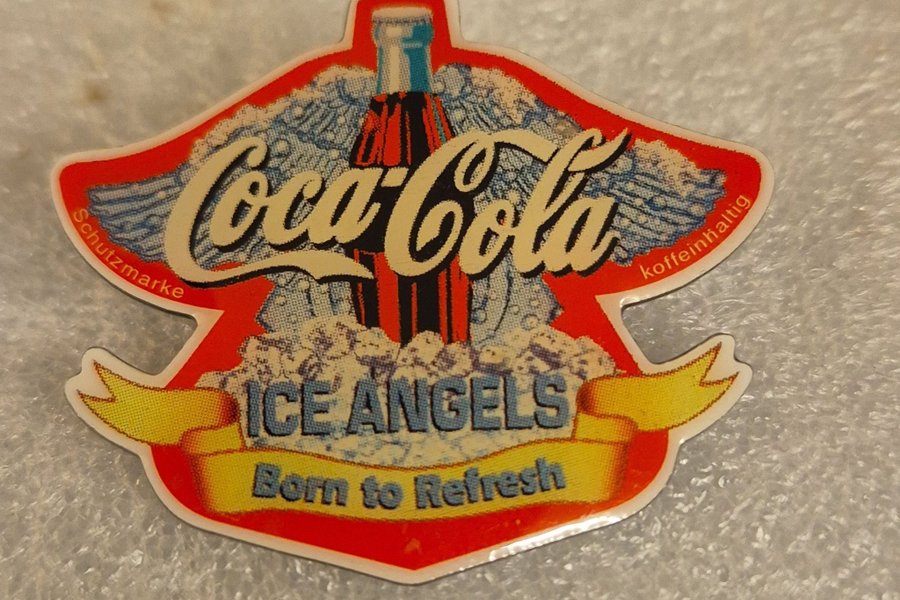 Coca-Cola
Schutzmarke
koffeinhaltig
ICE ANGELS
Born to Refresh